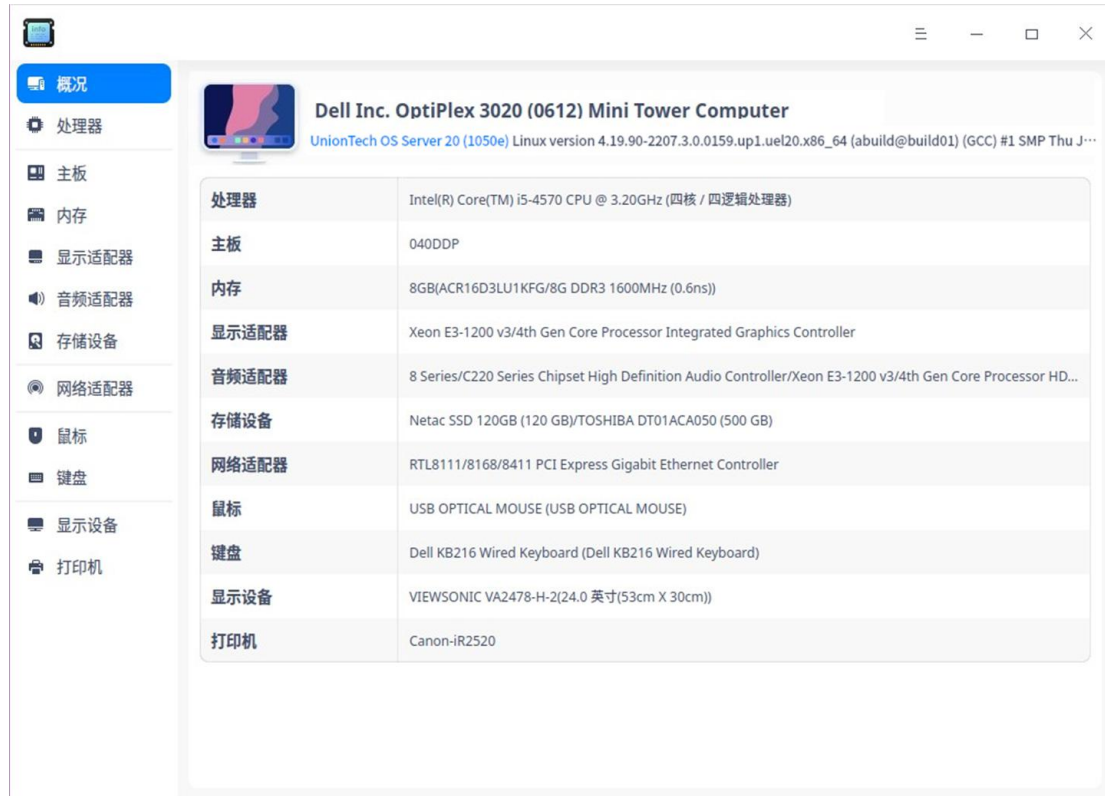 概况
处理器
主板
内存
显示适配器
音频适配器
存储设备
网络适配器
鼠标
键盘
显示设备
打印机
Dell Inc. OptiPlex 3020 (0612) Mini Tower Computer
UnionTech OS Server 20 (1050e) Linux version 4.19.90-2207.3.0.0159.up1.uel20.x86_64 (abuild@build01) (GCC) #1 SMP Thu J···
处理器 Intel(R) Core(TM) i5-4570 CPU @ 3.20GHz (四核 / 四逻辑处理器)
主板 040DDP
内存 8GB(ACR16D3LU1KFG/8G DDR3 1600MHz (0.6ns))
显示适配器 Xeon E3-1200 v3/4th Gen Core Processor Integrated Graphics Controller
音频适配器 8 Series/C220 Series Chipset High Definition Audio Controller/Xeon E3-1200 v3/4th Gen Core Processor HD...
存储设备 Netac SSD 120GB (120 GB)/TOSHIBA DT01ACA050 (500 GB)
网络适配器 RTL8111/8168/8411 PCI Express Gigabit Ethernet Controller
鼠标 USB OPTICAL MOUSE (USB OPTICAL MOUSE)
键盘 Dell KB216 Wired Keyboard (Dell KB216 Wired Keyboard)
显示设备 VIEWSONIC VA2478-H-2(24.0 英寸(53cm X 30cm))
打印机 Canon-iR2520